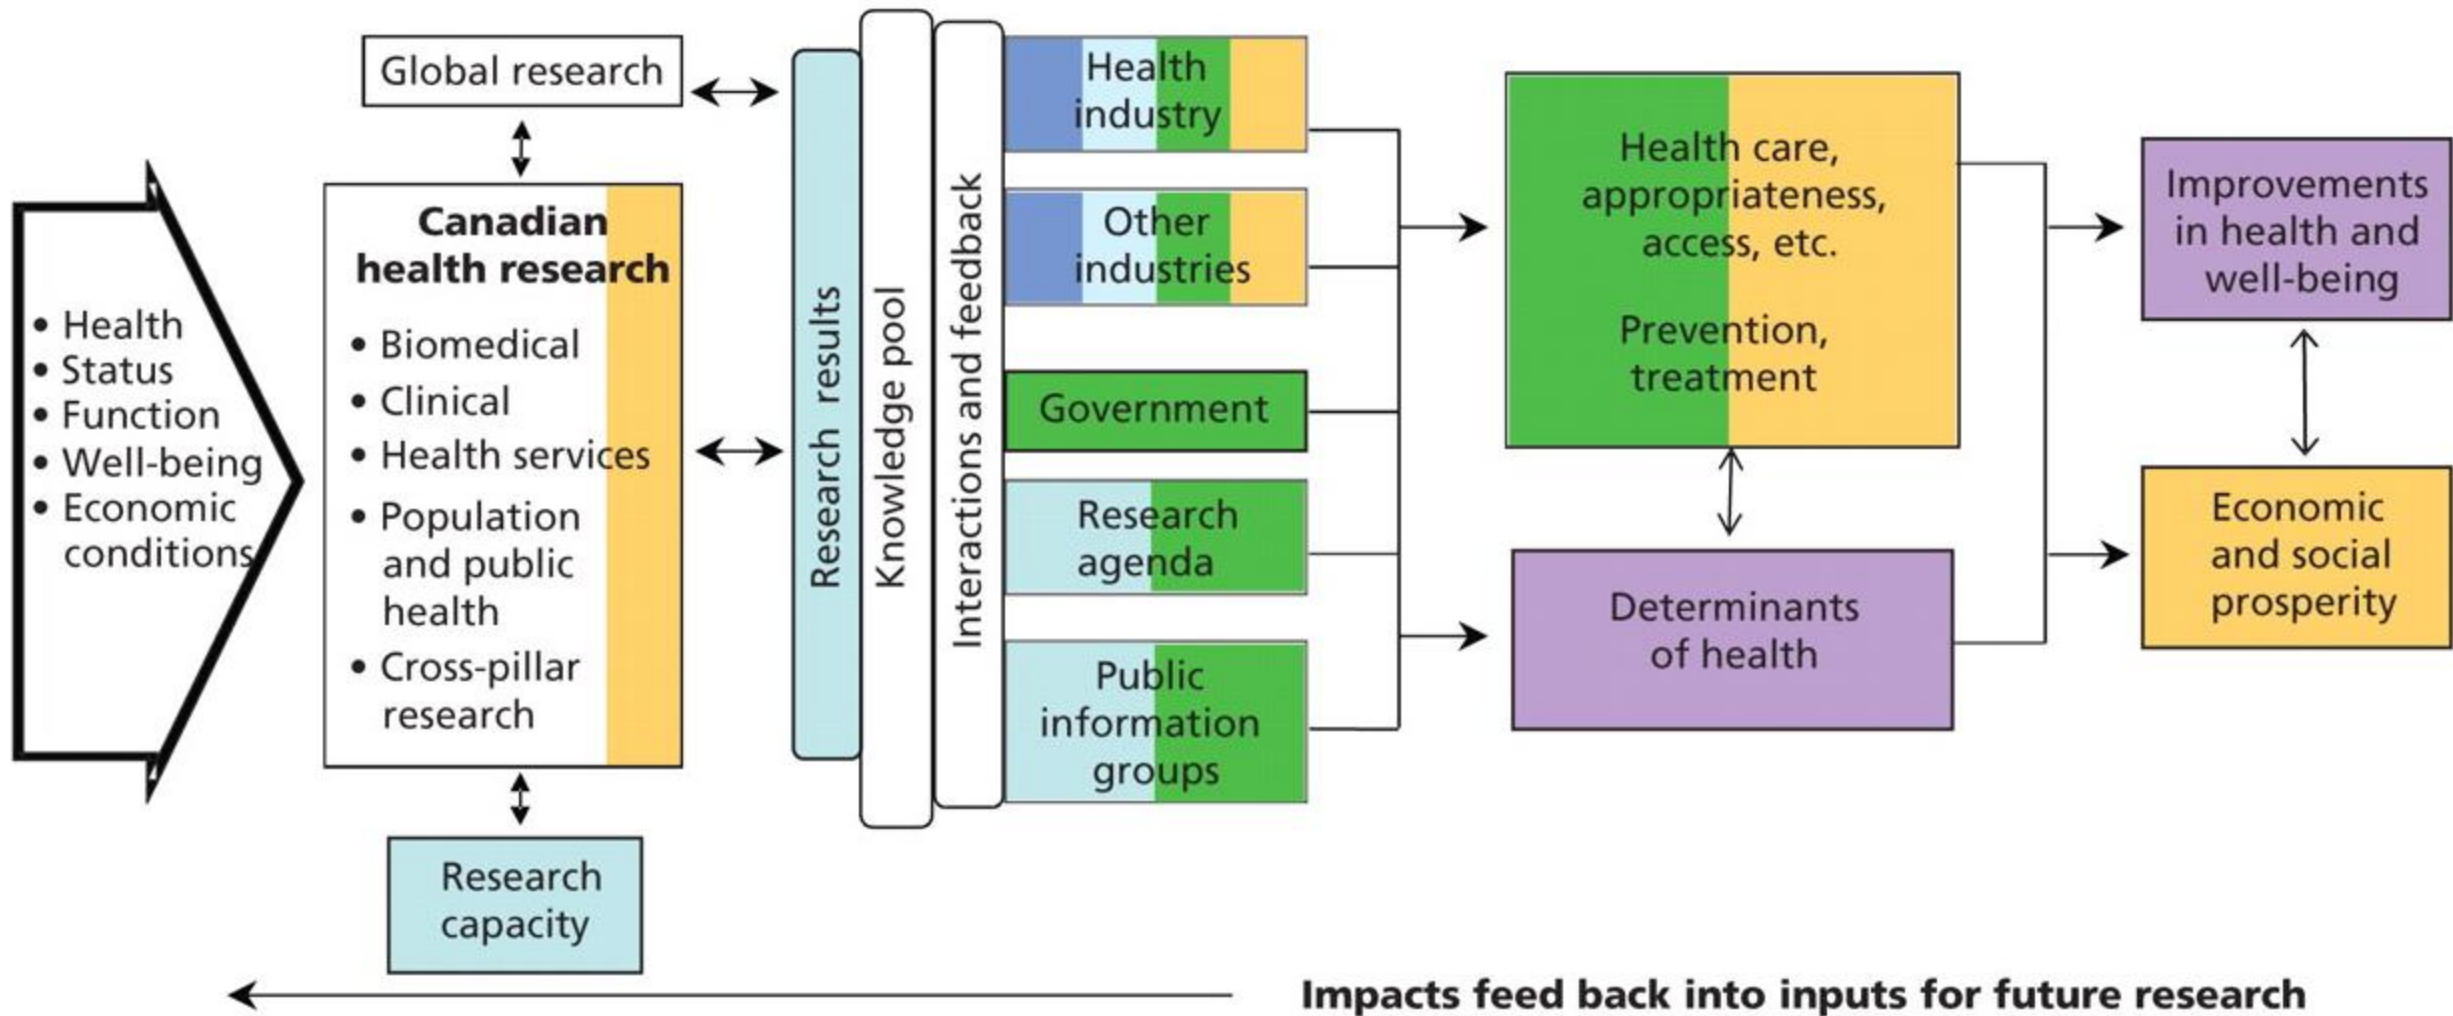 • Health
• Status
• Function
• Well-being
• Economic
conditions
Global research
Canadian
health research
• Biomedical
• Clinical
• Health services
• Population
and public
health
• Cross-pillar
research
Research
capacity
Research results
Knowledge pool
Interactions and feedback
Health
industry
Other
industries
Government
Research
agenda
Public
information
groups
Health care,
appropriateness,
access, etc.
Prevention,
treatment
Determinants
of health
Improvements
in health and
well-being
Economic
and social
prosperity
Impacts feed back into inputs for future research